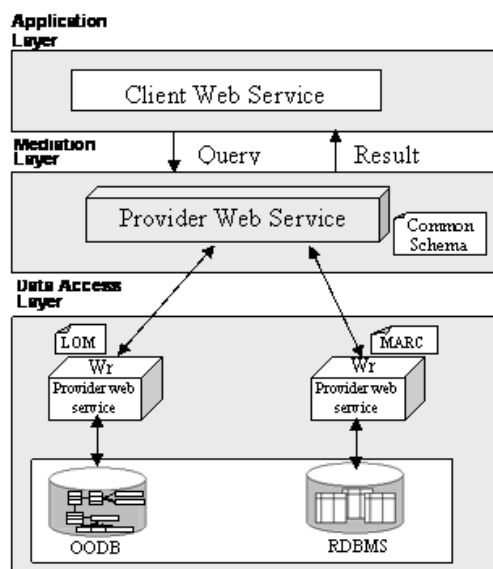 Application
Layer
Client Web Service
Mediation
Layer
Query
Result
Provider Web Service
Common
Schema
Data Access
Layer
LOM
MARC
Wr
Provider web
service
Wr
Provider web
service
OODB
RDBMS